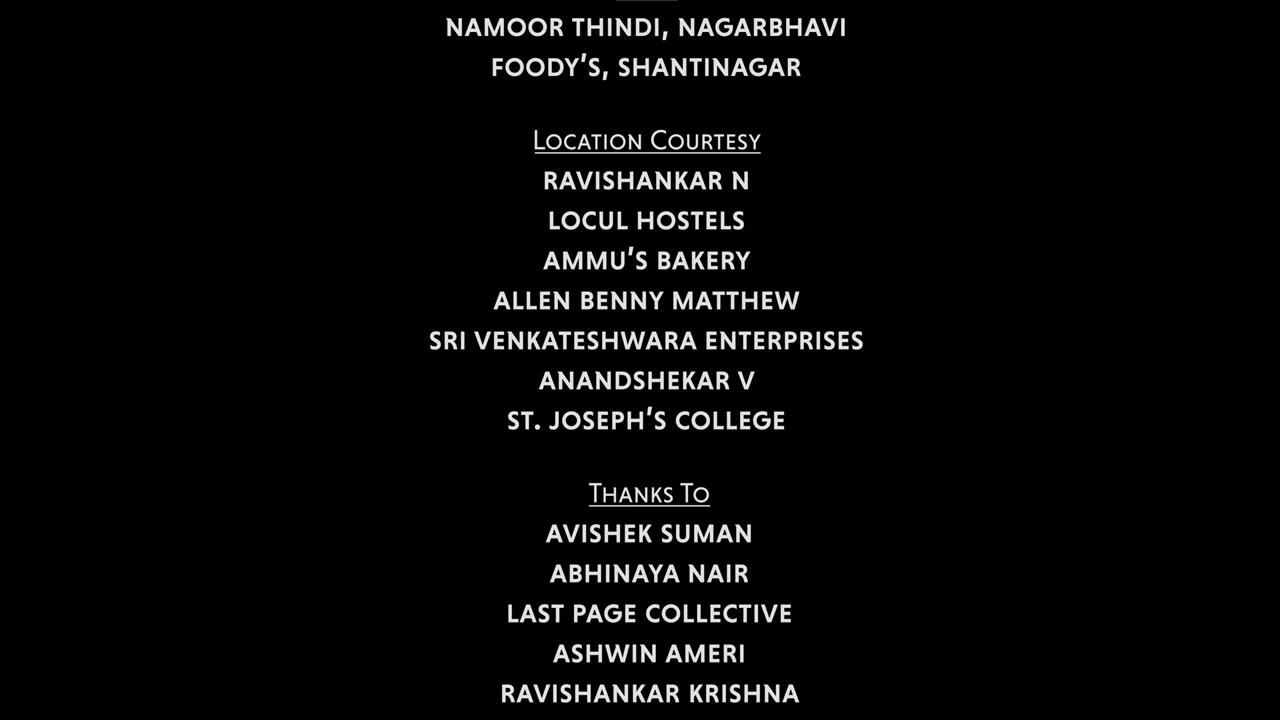 NAMOOR THINDI, NAGARBHAVI
FOODY'S, SHANTINAGAR
Location Courtesy
RAVISHANKAR N
LOCUL HOSTELS
AMMU'S BAKERY
ALLEN BENNY MATTHEW
SRI VENKATESHWARA ENTERPRISES
ANANDSHEKAR V
ST. JOSEPH'S COLLEGE
Thanks To
AVISHEK SUMAN
ABHINAYA NAIR
LAST PAGE COLLECTIVE
ASHWIN AMERI
RAVISHANKAR KRISHNA